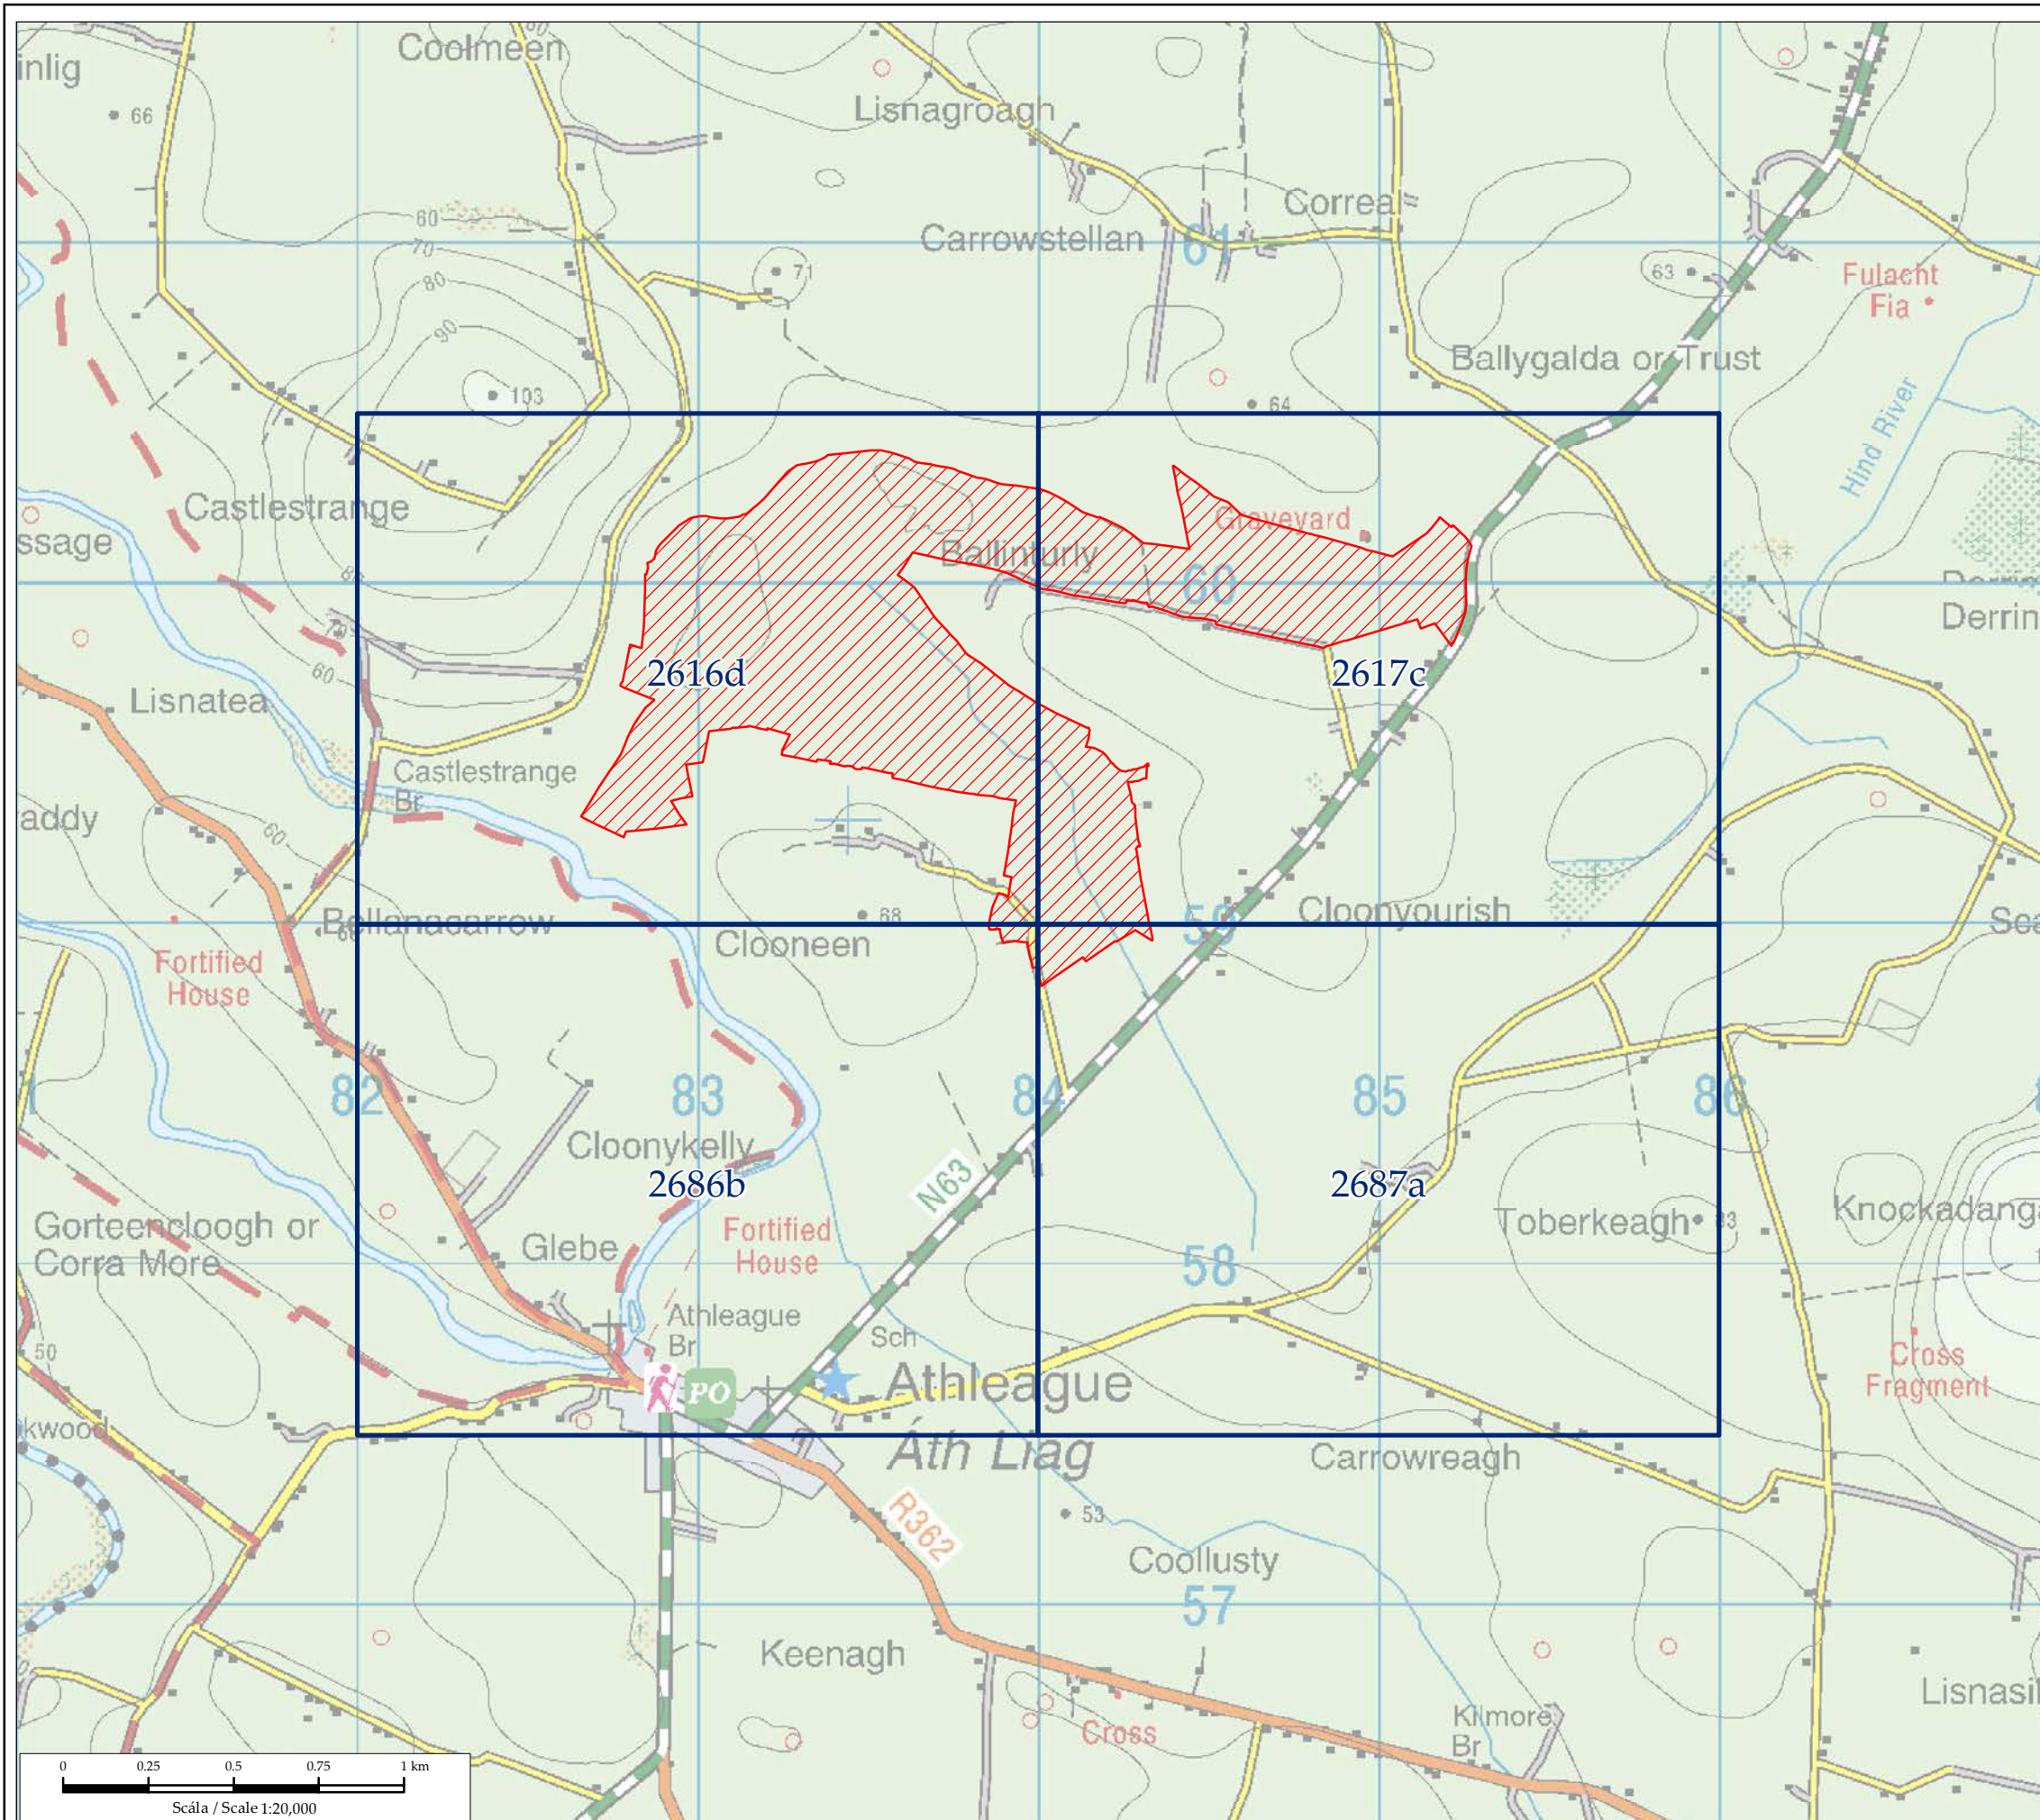 Coolmeen
inlig
66
Lisnagroagh
60
70
80
90
71
Carrowstellan
Correal
61
63
Fulacht
Fia
Ballygalda or Trust
103
64
Hind River
Castlestrange
ssage
Graveyard
Ballinturly
60
Derrin
60
2616d
2617c
Lisnatea
Castlestrange
Br
addy
60
68
Cloonyourish
59
Bellanacarrow
Clooneen
Fortified
House
82
83
84
85
86
Cloonykelly
2686b
2687a
N63
Toberkeagh
83
Knockadanga
Gorteencloogh or
Corra More
Glebe
Fortified
House
58
Athleague
Br
Sch
50
PO
Athleague
Áth Liag
Cross
Fragment
kwood
Carrowreagh
R362
53
Coollusty
57
Keenagh
Lisnasil
Cross
Kilmore
Br
0 0.25 0.5 0.75 1 km
Scála / Scale 1:20,000